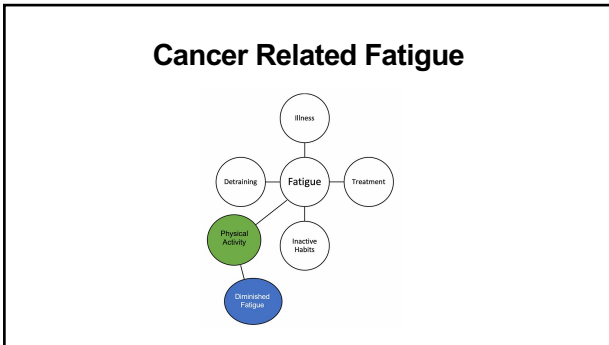 Cancer Related Fatigue
Illness
Detraining
Fatigue
Treatment
Physical
Activity
Inactive
Habits
Diminished
Fatigue